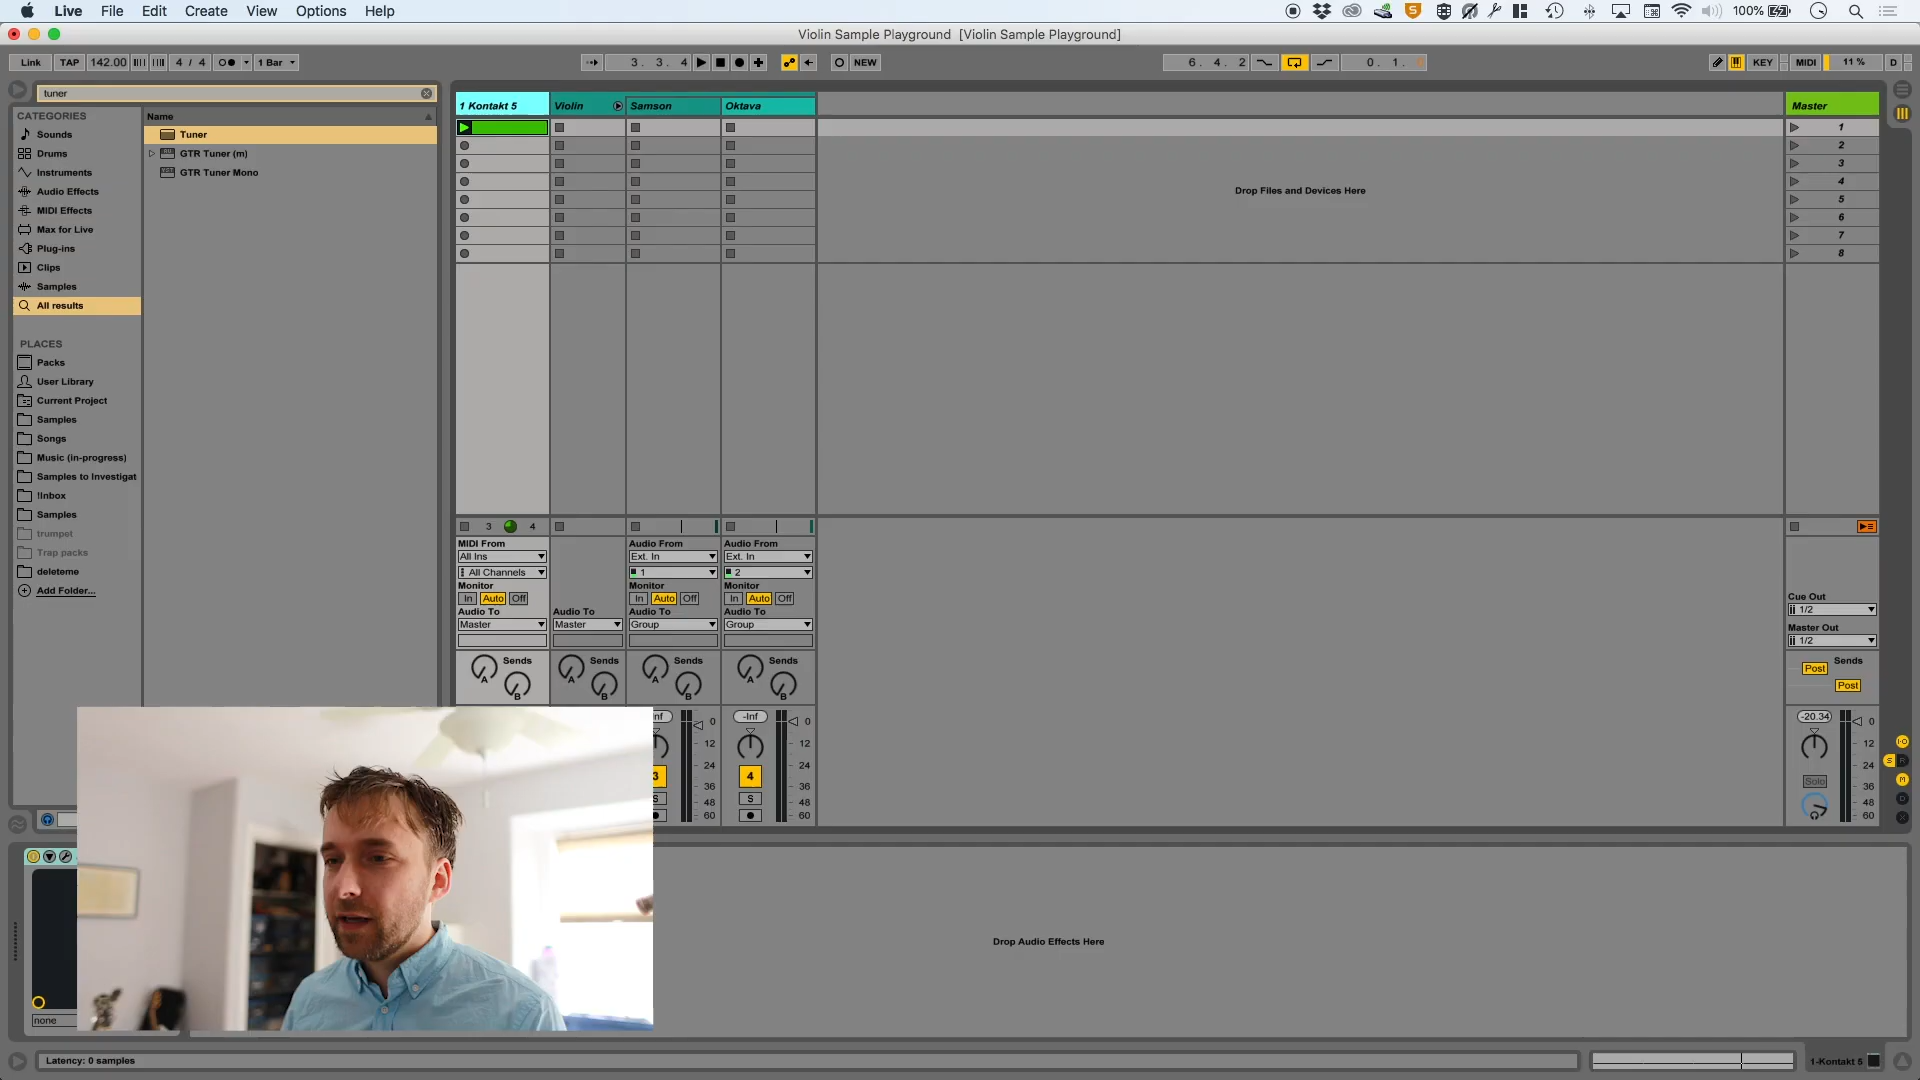 Live File Edit Create View Options Help 100%
Violin Sample Playground [Violin Sample Playground]
Link TAP 142.00 4 / 4 1 Bar 3. 3. 4 NEW 6. 4. 2 0. 1. 0 KEY MIDI 11 % D
tuner
CATEGORIES
Sounds
Drums
Instruments
Audio Effects
MIDI Effects
Max for Live
Plug-ins
Clips
Samples
All results
PLACES
Packs
User Library
Current Project
Samples
Songs
Music (in-progress)
Samples to Investigat
!Inbox
Samples
trumpet
Trap packs
deleteme
Add Folder...
Name
Tuner
GTR Tuner (m)
GTR Tuner Mono
1 Kontakt 5 Violin Samson Oktava Master
1
2
3
4
5
6
7
8
Drop Files and Devices Here
3 4
MIDI From Audio From Audio From
All Ins Ext. In Ext. In
All Channels 1 2
Monitor Monitor Monitor
In Auto Off In Auto Off In Auto Off
Audio To Audio To Audio To Audio To
Master Master Group Group
Cue Out
1/2
Master Out
1/2
Sends Sends Sends Sends Sends
A B A B A B A B
Post
Post
-Inf 0 -20.34 0
12 12 12
24 24 24
3 4 Solo
36 36 36
S S
48 48 48
60 60 60
none
Drop Audio Effects Here
Latency: 0 samples
1-Kontakt 5